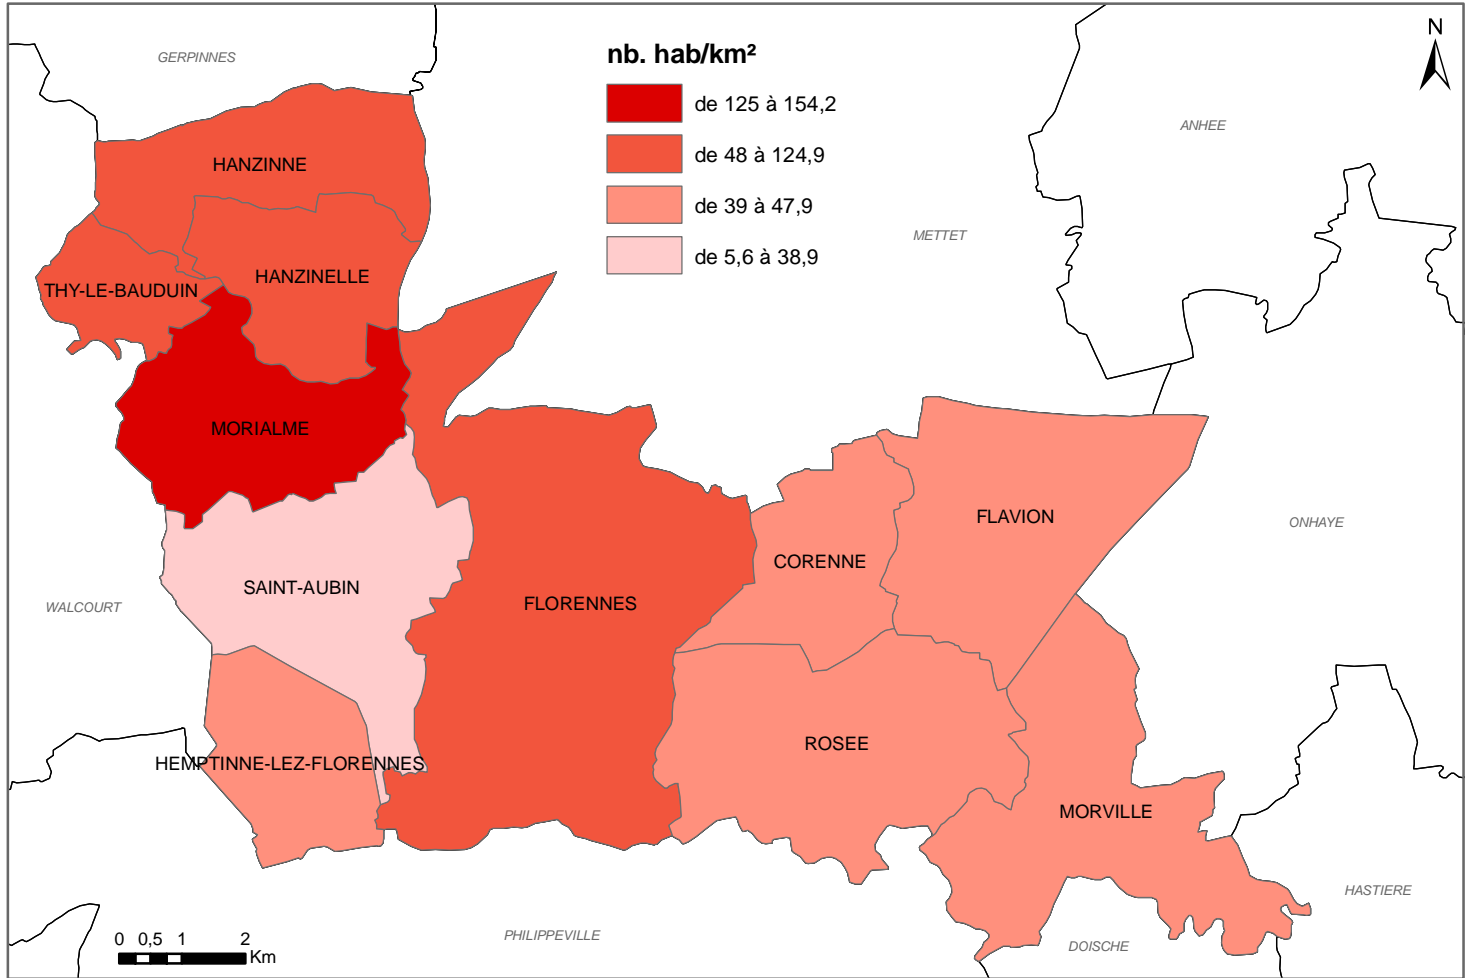 nb. hab/km²
de 125 à 154,2
de 48 à 124,9
de 39 à 47,9
de 5,6 à 38,9
N
GERPINNES
ANHEE
HANZINNE
METTET
HANZINELLE
THY-LE-BAUDUIN
MORIALME
FLAVION
ONHAYE
CORENNE
SAINT-AUBIN
FLORENNES
WALCOURT
ROSEE
HEMPTINNE-LEZ-FLORENNES
MORVILLE
HASTIERE
PHILIPPEVILLE
DOISCHE
0 0,5 1 2
Km